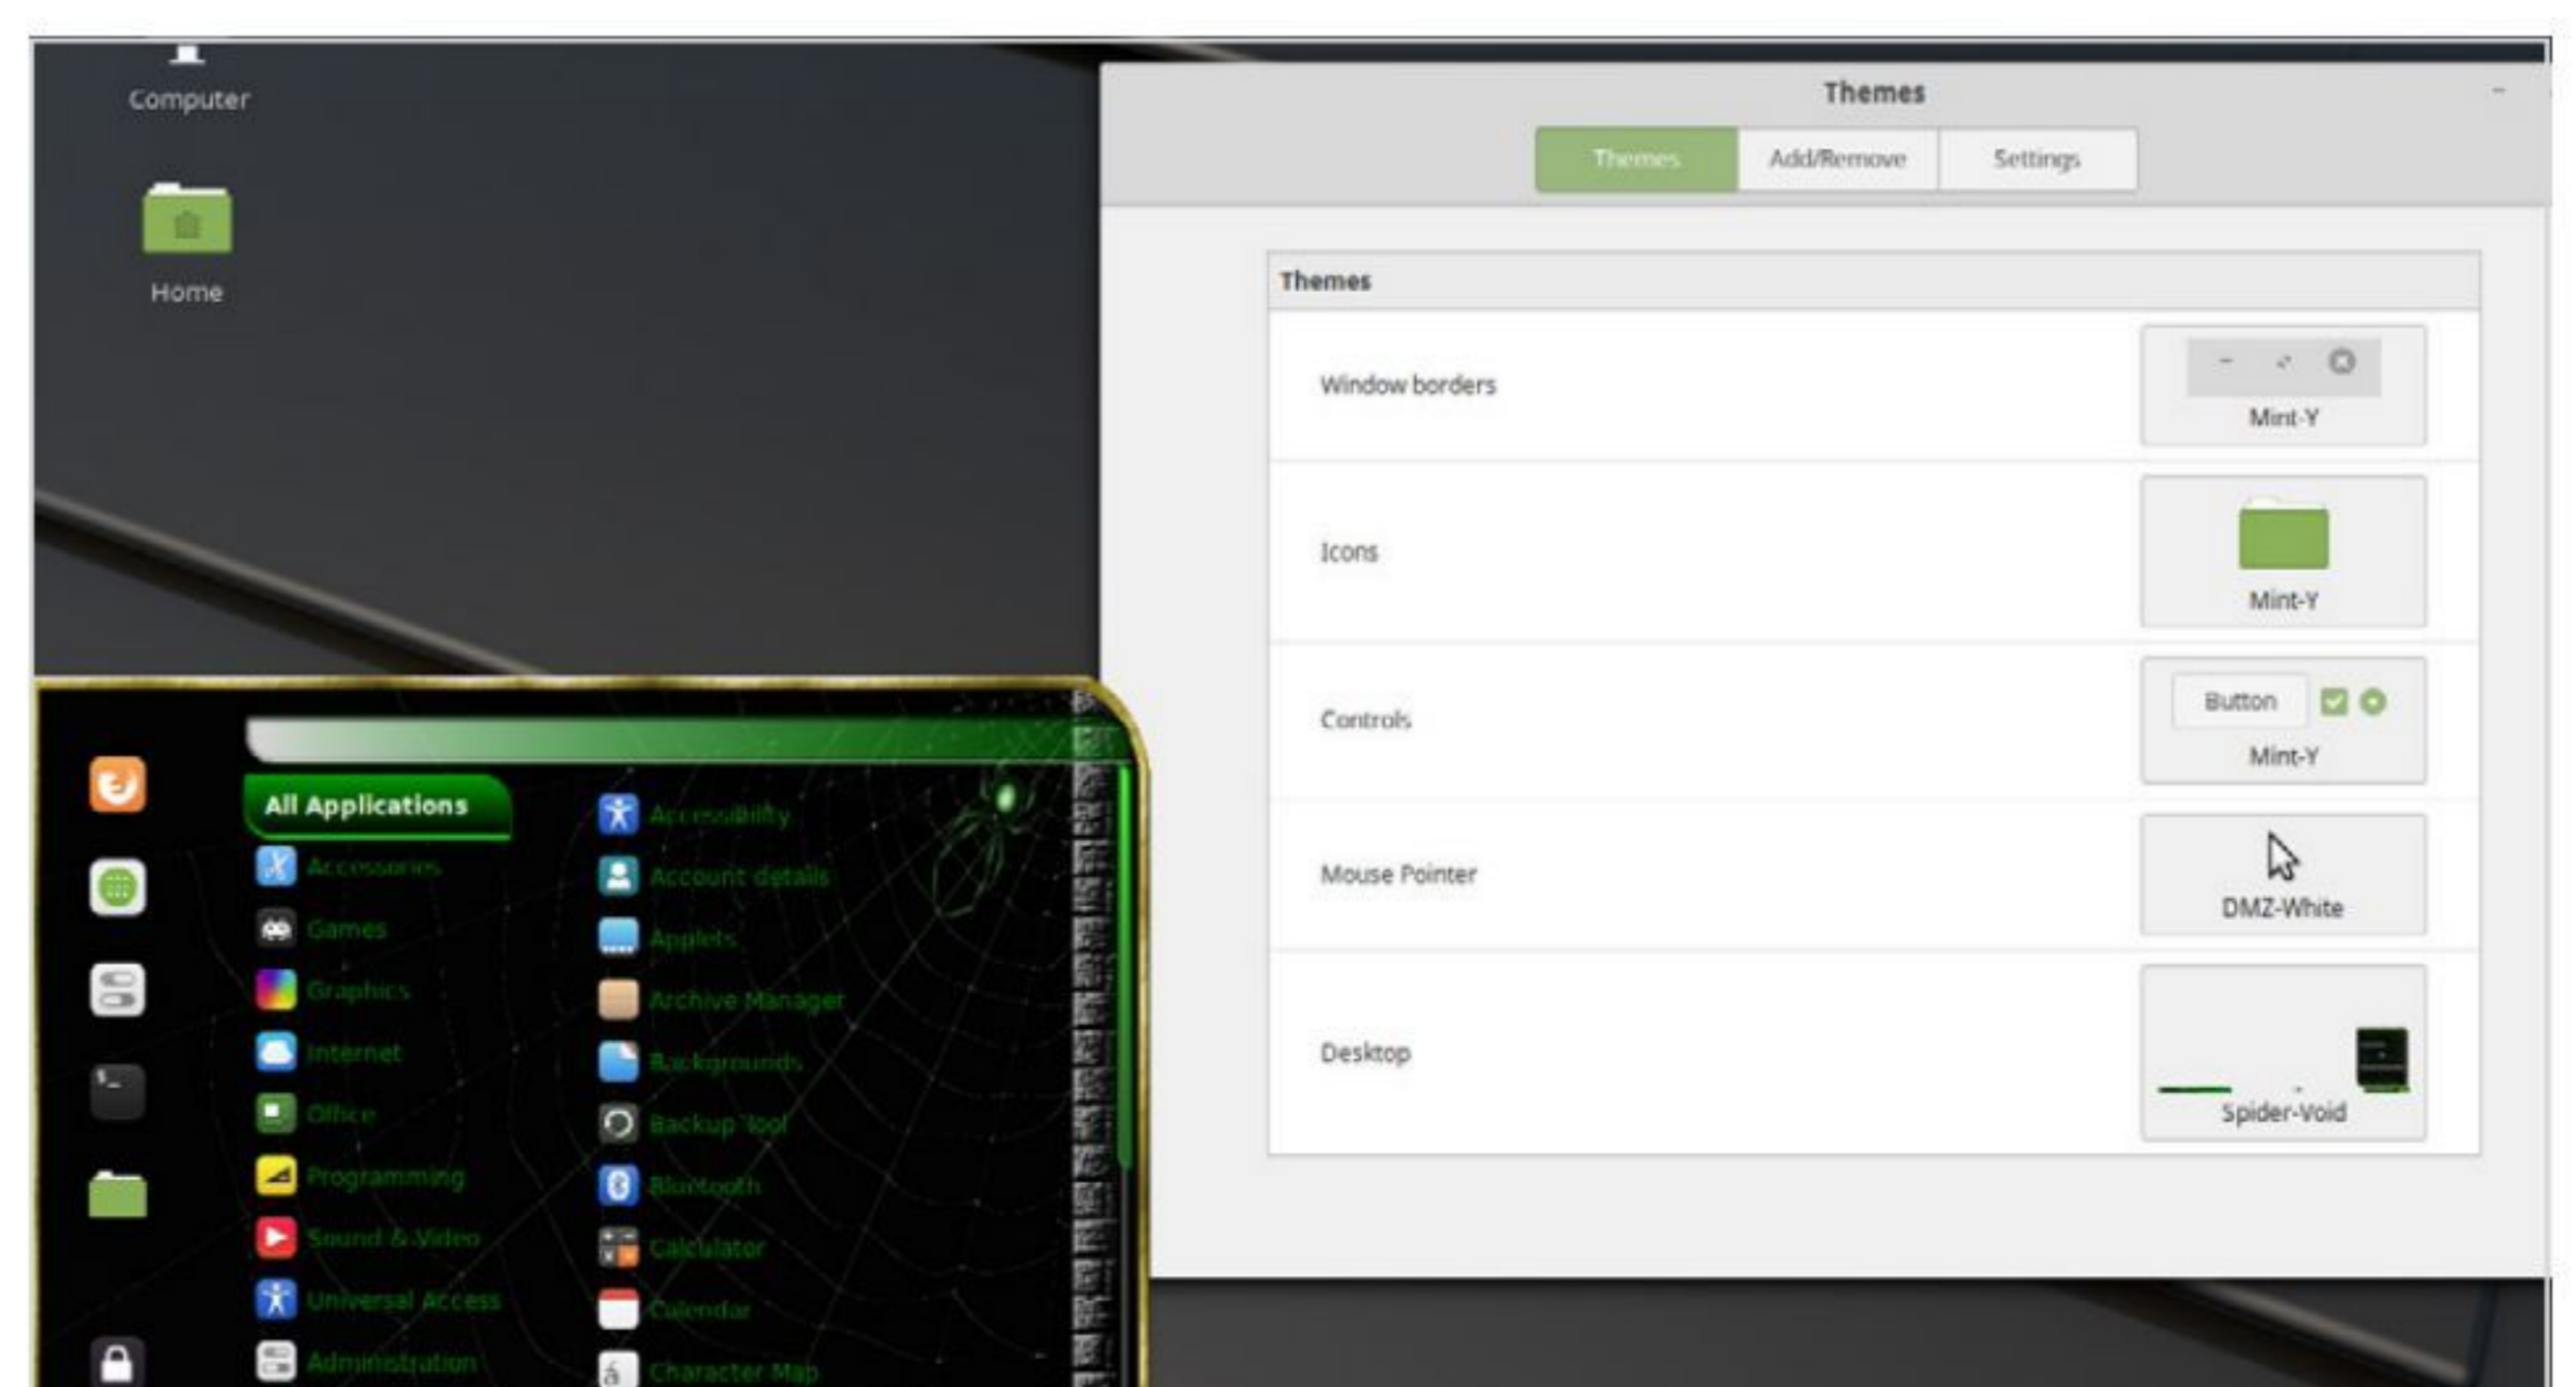 Computer
Home
Themes
Themes Add/Remove Settings
Themes
Window borders
Mint-Y
Icons
Mint-Y
Controls
Button
Mint-Y
Mouse Pointer
DMZ-White
Desktop
Spider-Void
All Applications
Accessories
Games
Graphics
Internet
Office
Programming
Sound & Video
Universal Access
Administration
Accessibility
Account details
Applets
Archive Manager
Backgrounds
Backup Tool
Bluetooth
Calculator
Calendar
Character Map